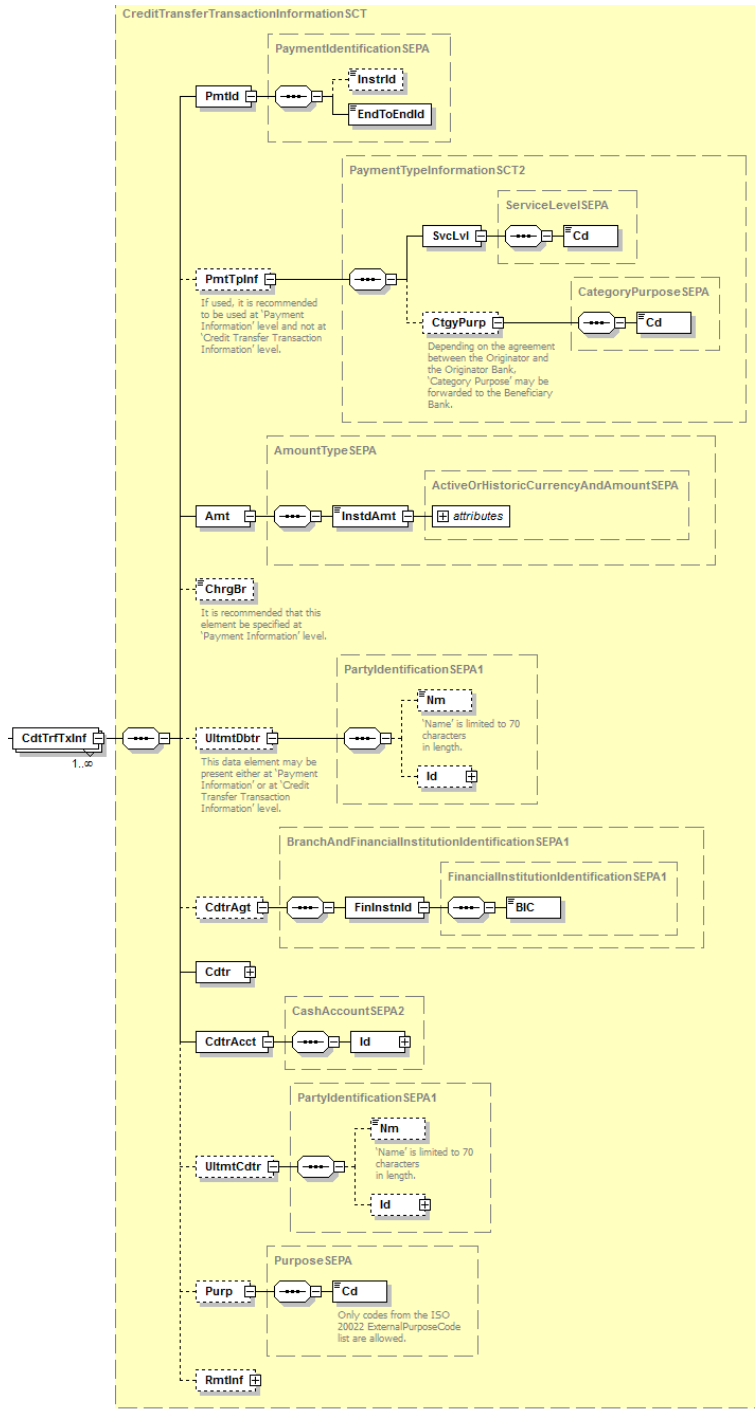 CreditTransferTransactionInformationSCT
PaymentIdentificationSEPA
InstrId
PmtId
EndToEndId
PaymentTypeInformationSCT2
ServiceLevelSEPA
SvcLvl
Cd
PmtTpInf
If used, it is recommended
to be used at ‘Payment
Information’ level and not at
‘Credit Transfer Transaction
Information’ level.
CategoryPurposeSEPA
CtgyPurp
Cd
Depending on the agreement
between the Originator and
the Originator Bank.
‘Category Purpose’ may be
forwarded to the Beneficiary
Bank.
AmountTypeSEPA
ActiveOrHistoricCurrencyAndAmountSEPA
Amt
InstdAmt
attributes
ChrgBr
It is recommended that this
element be specified at
‘Payment Information’ level.
PartyIdentificationSEPA1
Nm
‘Name’ is limited to 70
characters
in length.
CdtTrfTxInf
1..∞
UltmtDbtr
This data element may be
present either at ‘Payment
Information’ or at ‘Credit
Transfer Transaction
Information’ level.
Id
BranchAndFinancialInstitutionIdentificationSEPA1
FinancialInstitutionIdentificationSEPA1
CdtrAgt
FinInstnId
BIC
Cdtr
CashAccountSEPA2
CdtrAcct
Id
PartyIdentificationSEPA1
Nm
‘Name’ is limited to 70
characters
in length.
UltmtCdtr
Id
PurposeSEPA
Purp
Cd
Only codes from the ISO
20022 ExternalPurposeCode
list are allowed.
RmtInf